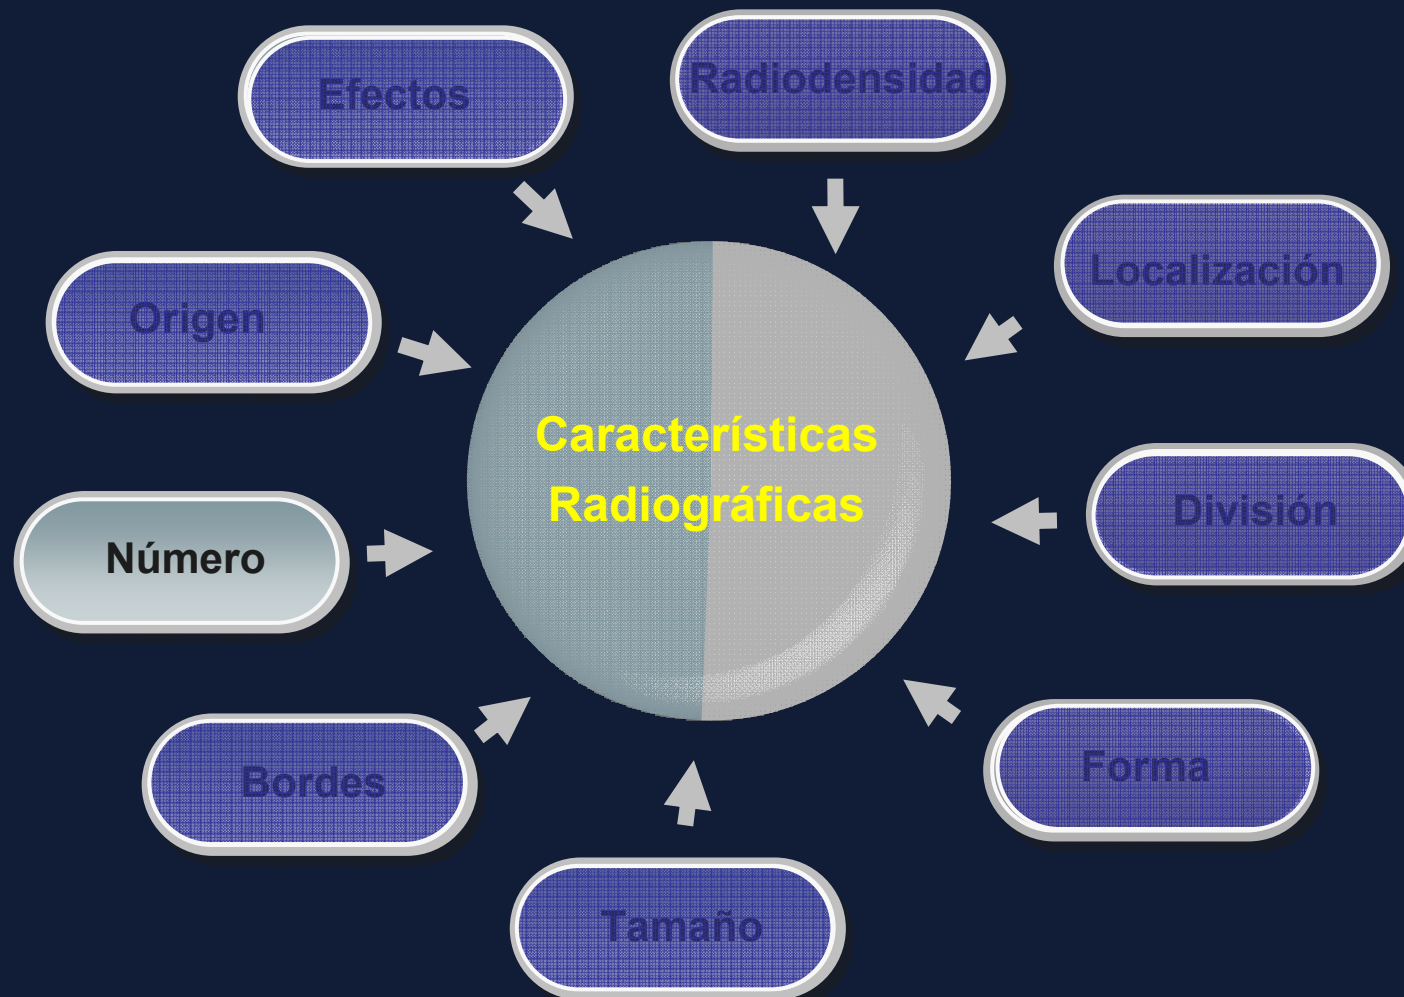 Efectos
Radiodensidad
Localización
Origen
Características
Radiográficas
División
Número
Bordes
Forma
Tamaño